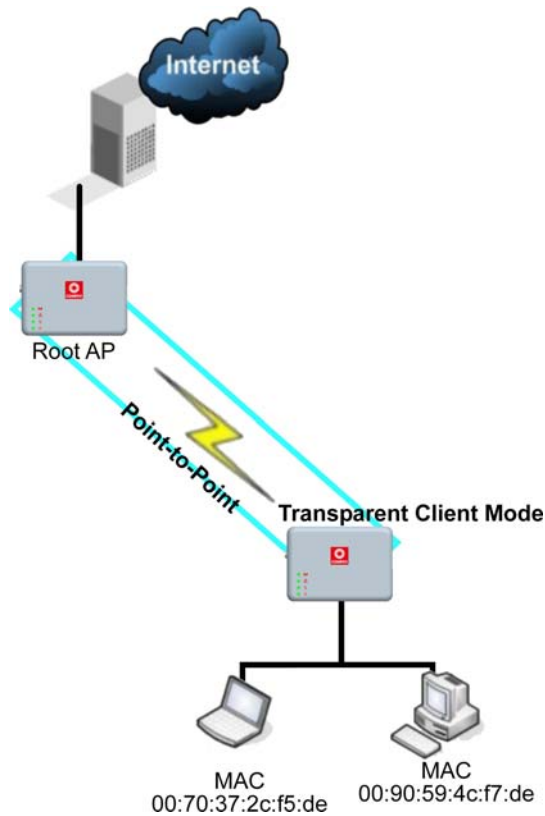 Internet
Root AP
Point-to-Point
Transparent Client Mode
MAC
00:70:37:2c:f5:de
MAC
00:90:59:4c:f7:de